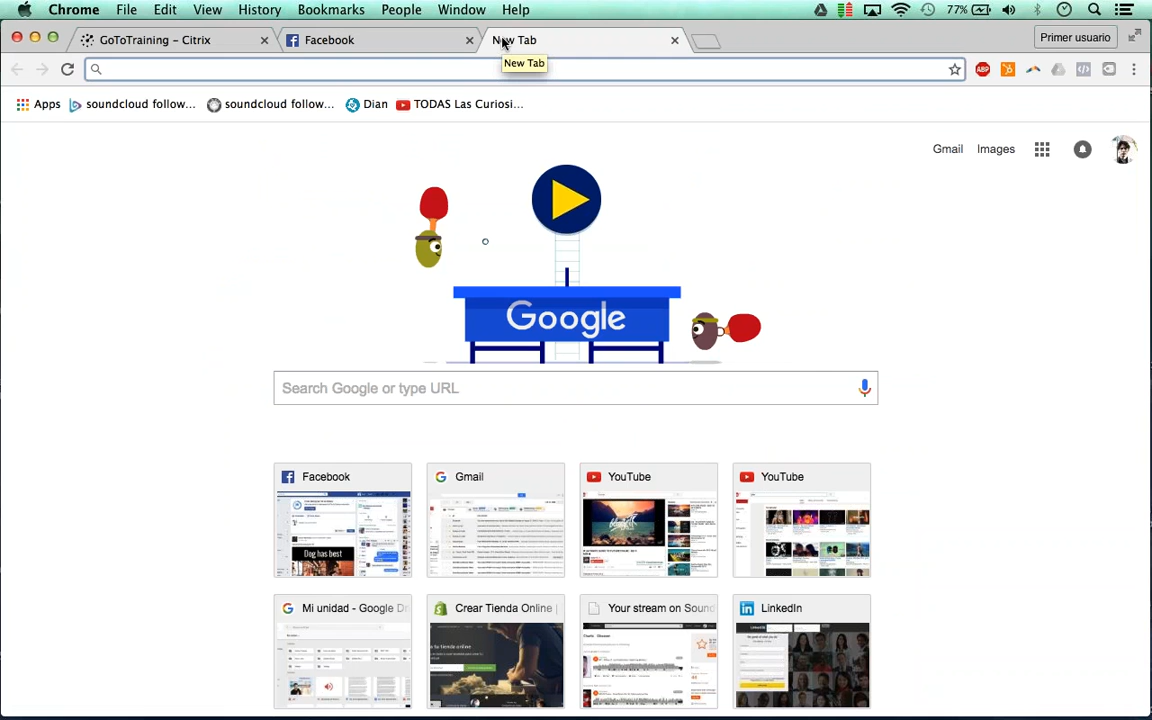 Chrome File Edit View History Bookmarks People Window Help 77%
GoToTraining - Citrix Facebook New Tab Primer usuario
New Tab
ABP
Apps soundcloud follow... soundcloud follow... Dian TODAS Las Curiosi...
Gmail Images
Google
Search Google or type URL
Facebook Gmail YouTube YouTube
Dog has best
Mi unidad - Google Dr Crear Tienda Online | Your stream on Sound LinkedIn